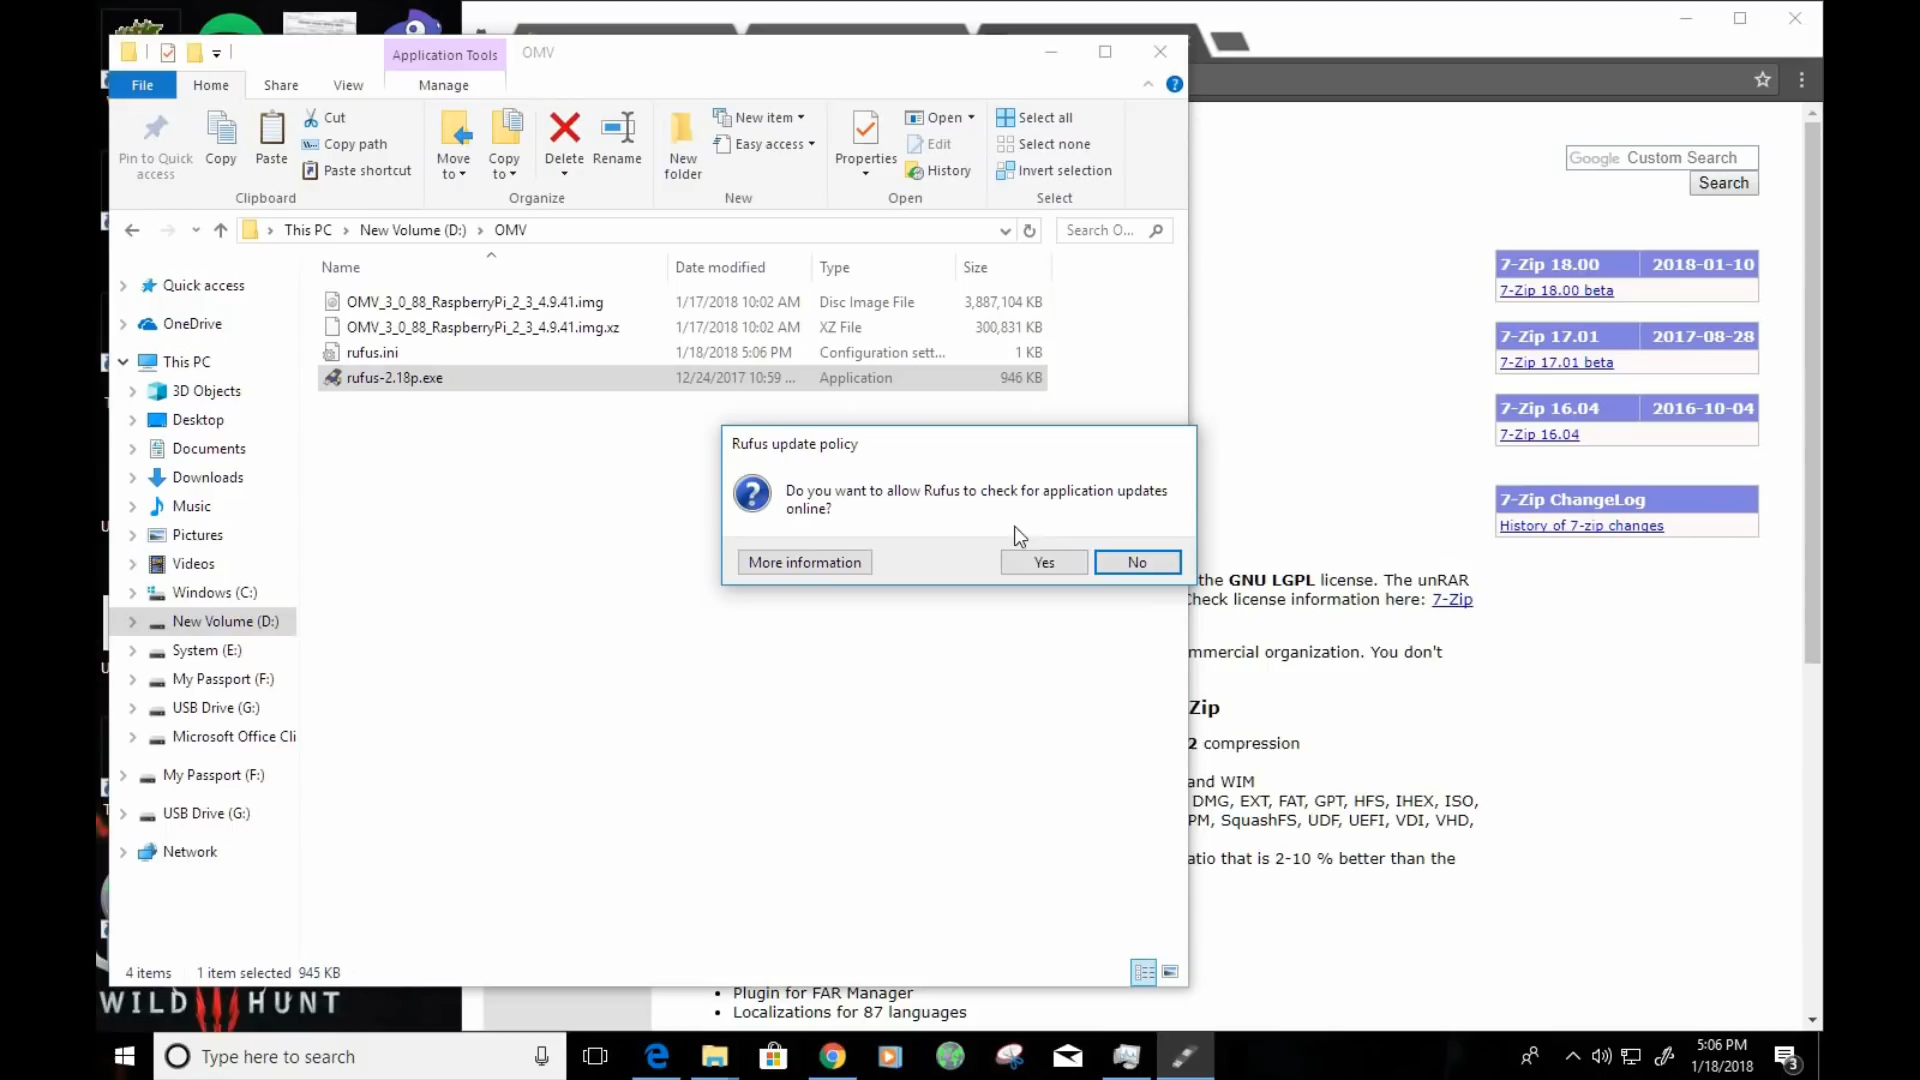 Application Tools
OMV
File
Home
Share
View
Manage
Pin to Quick
access
Copy
Paste
Cut
Copy path
Paste shortcut
Clipboard
Move
to
Copy
to
Delete
Rename
Organize
New
folder
New item
Easy access
New
Properties
Open
Edit
History
Open
Select all
Select none
Invert selection
Select
This PC
New Volume (D:)
OMV
Search O...
Name
Date modified
Type
Size
OMV_3_0_88_RaspberryPi_2_3_4.9.41.img 1/17/2018 10:02 AM Disc Image File 3,887,104 KB
OMV_3_0_88_RaspberryPi_2_3_4.9.41.img.xz 1/17/2018 10:02 AM XZ File 300,831 KB
rufus.ini 1/18/2018 5:06 PM Configuration sett... 1 KB
rufus-2.18p.exe 12/24/2017 10:59 ... Application 946 KB
Quick access
OneDrive
This PC
3D Objects
Desktop
Documents
Downloads
Music
Pictures
Videos
Windows (C:)
New Volume (D:)
System (E:)
My Passport (F:)
USB Drive (G:)
Microsoft Office Cli
My Passport (F:)
USB Drive (G:)
Network
4 items
1 item selected 945 KB
Rufus update policy
Do you want to allow Rufus to check for application updates
online?
More information
Yes
No
Google Custom Search
Search
7-Zip 18.00 2018-01-10
7-Zip 18.00 beta
7-Zip 17.01 2017-08-28
7-Zip 17.01 beta
7-Zip 16.04 2016-10-04
7-Zip 16.04
7-Zip ChangeLog
History of 7-zip changes
the GNU LGPL license. The unRAR
Check license information here: 7-Zip
mmercial organization. You don't
Zip
2 compression
and WIM
DMG, EXT, FAT, GPT, HFS, IHEX, ISO,
PM, SquashFS, UDF, UEFI, VDI, VHD,
atio that is 2-10 % better than the
Plugin for FAR Manager
Localizations for 87 languages
WILD HUNT
Type here to search
5:06 PM
1/18/2018
3